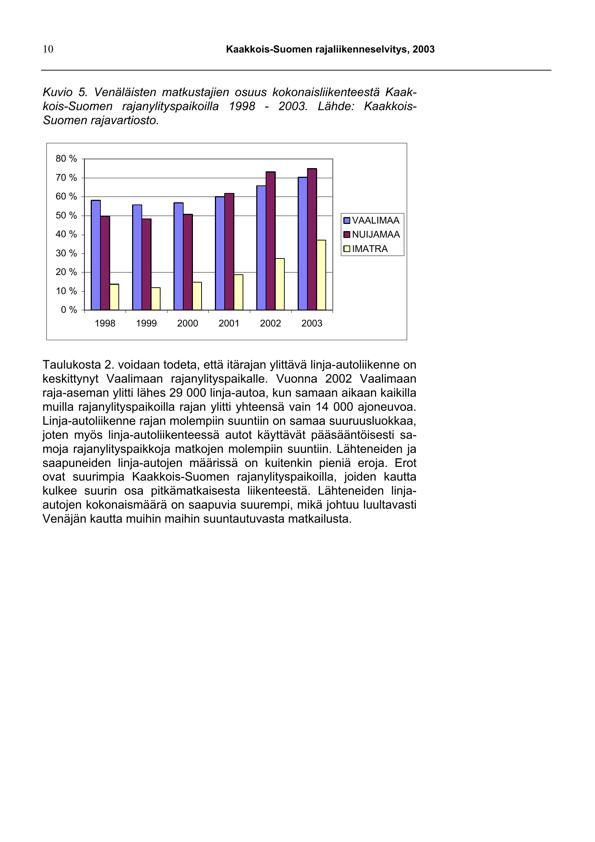 10
Kaakkois-Suomen rajaliikenneselvitys, 2003
Kuvio 5. Venäläisten matkustajien osuus kokonaisliikenteestä Kaak-
kois-Suomen rajanylityspaikoilla 1998 - 2003. Lähde: Kaakkois-
Suomen rajavartiosto.
80 %
70 %
60 %
50 %
40 %
30 %
20 %
10 %
0 %
1998 1999 2000 2001 2002 2003
VAALIMAA
NUIJAMAA
IMATRA
Taulukosta 2. voidaan todeta, että itärajan ylittävä linja-autoliikenne on
keskittynyt Vaalimaan rajanylityspaikalle. Vuonna 2002 Vaalimaan
raja-aseman ylitti lähes 29 000 linja-autoa, kun samaan aikaan kaikilla
muilla rajanylityspaikoilla rajan ylitti yhteensä vain 14 000 ajoneuvoa.
Linja-autoliikenne rajan molempiin suuntiin on samaa suuruusluokkaa,
joten myös linja-autoliikenteessä autot käyttävät pääsääntöisesti sa-
moja rajanylityspaikkoja matkojen molempiin suuntiin. Lähteneiden ja
saapuneiden linja-autojen määrissä on kuitenkin pieniä eroja. Erot
ovat suurimpia Kaakkois-Suomen rajanylityspaikoilla, joiden kautta
kulkee suurin osa pitkämatkaisesta liikenteestä. Lähteneiden linja-
autojen kokonaismäärä on saapuvia suurempi, mikä johtuu luultavasti
Venäjän kautta muihin maihin suuntautuvasta matkailusta.